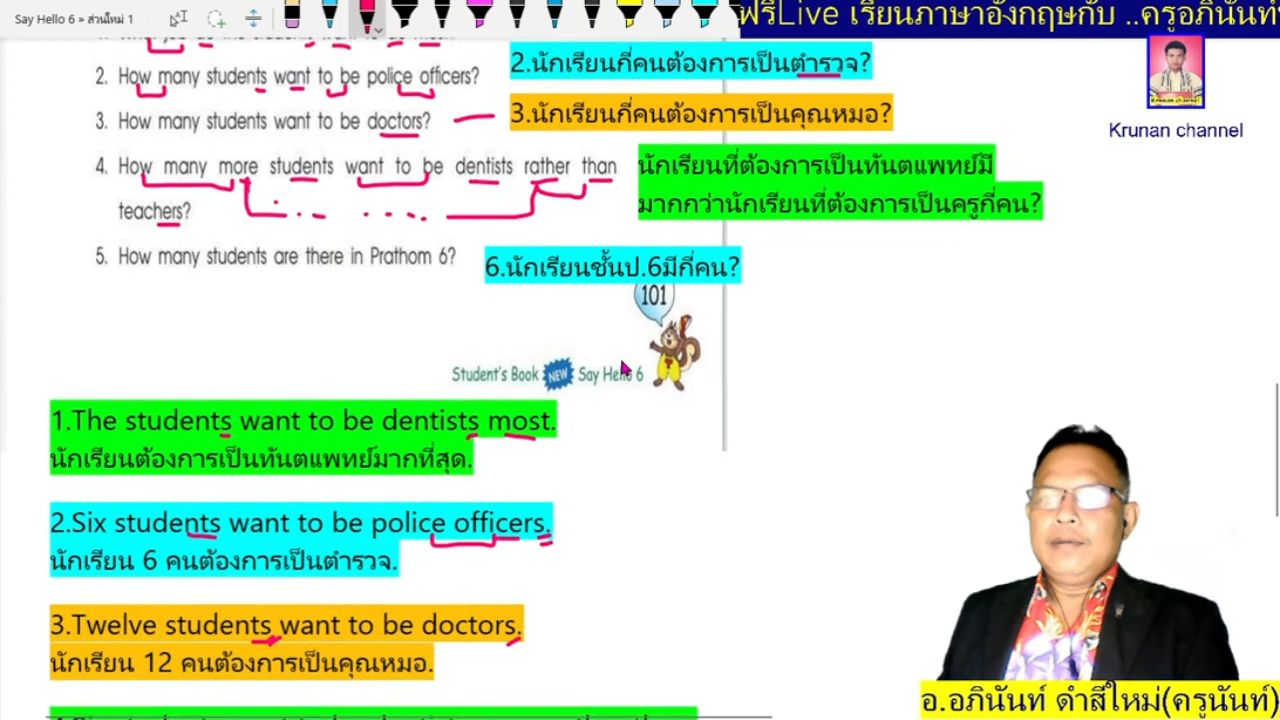 Say Hello 6 » ส่วนใหม่ 1
ฟรีLive เรียนภาษาอังกฤษกับ ..ครูอภินันท์
2. How many students want to be police officers?
2.นักเรียนกี่คนต้องการเป็นตำรวจ?
3. How many students want to be doctors?
3.นักเรียนกี่คนต้องการเป็นคุณหมอ?
Krunan channel
4. How many more students want to be dentists rather than
teachers?
นักเรียนที่ต้องการเป็นทันตแพทย์มี
มากกว่านักเรียนที่ต้องการเป็นครูกี่คน?
5. How many students are there in Prathom 6?
6.นักเรียนชั้นป.6มีกี่คน?
101
Student's Book NEW Say Hello 6
1.The students want to be dentists most.
นักเรียนต้องการเป็นทันตแพทย์มากที่สุด.
2.Six students want to be police officers.
นักเรียน 6 คนต้องการเป็นตำรวจ.
3.Twelve students want to be doctors.
นักเรียน 12 คนต้องการเป็นคุณหมอ.
อ.อภินันท์ ดำสีใหม่(ครูนันท์)